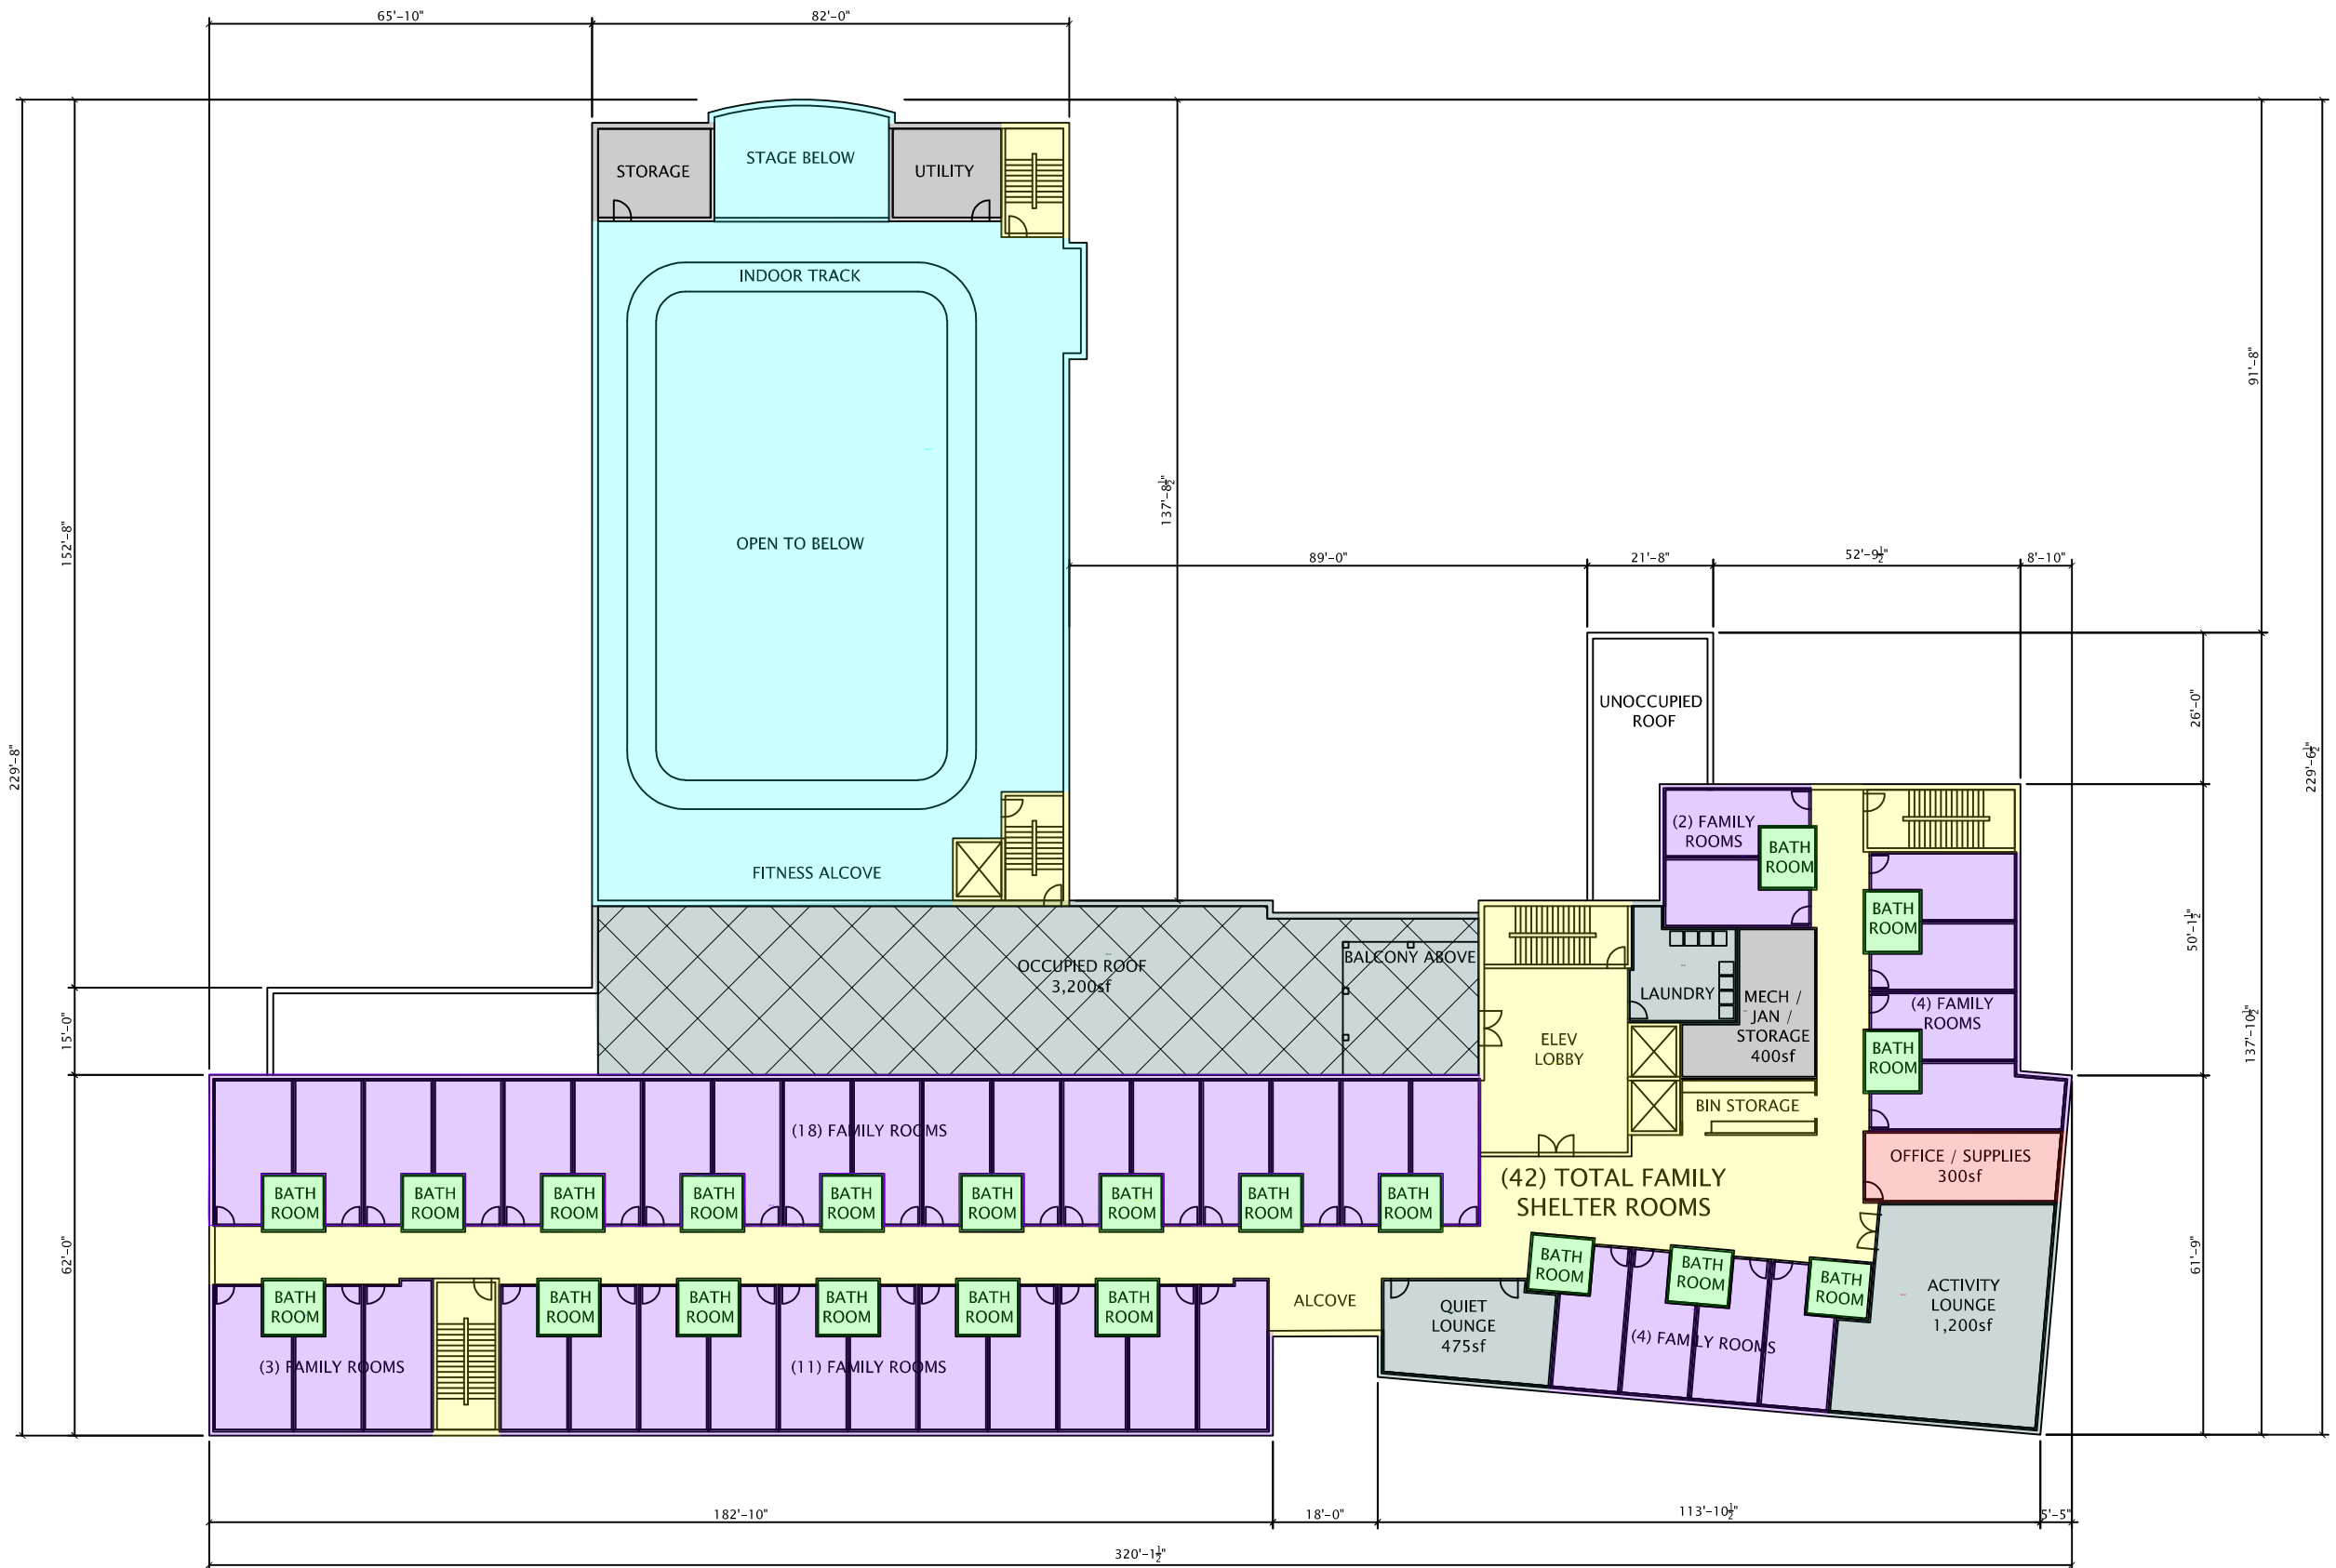 65'-10"
82'-0"
STORAGE
STAGE BELOW
UTILITY
INDOOR TRACK
OPEN TO BELOW
FITNESS ALCOVE
152'-8"
229'-8"
15'-0"
62'-0"
137'-8½"
91'-8"
89'-0"
21'-8"
52'-9½"
8'-10"
26'-0"
229'-6½"
50'-1½"
137'-10½"
61'-9"
UNOCCUPIED
ROOF
(2) FAMILY
ROOMS
BATH
ROOM
BATH
ROOM
(4) FAMILY
ROOMS
BATH
ROOM
OCCUPIED ROOF
3,200sf
BALCONY ABOVE
ELEV
LOBBY
LAUNDRY
MECH /
JAN /
STORAGE
400sf
BIN STORAGE
(18) FAMILY ROOMS
BATH
ROOM
BATH
ROOM
BATH
ROOM
BATH
ROOM
BATH
ROOM
BATH
ROOM
BATH
ROOM
BATH
ROOM
BATH
ROOM
(42) TOTAL FAMILY
SHELTER ROOMS
OFFICE / SUPPLIES
300sf
BATH
ROOM
BATH
ROOM
BATH
ROOM
BATH
ROOM
BATH
ROOM
BATH
ROOM
(3) FAMILY ROOMS
(11) FAMILY ROOMS
ALCOVE
QUIET
LOUNGE
475sf
BATH
ROOM
BATH
ROOM
BATH
ROOM
(4) FAMILY ROOMS
ACTIVITY
LOUNGE
1,200sf
182'-10"
18'-0"
113'-10½"
5'-5"
320'-1½"